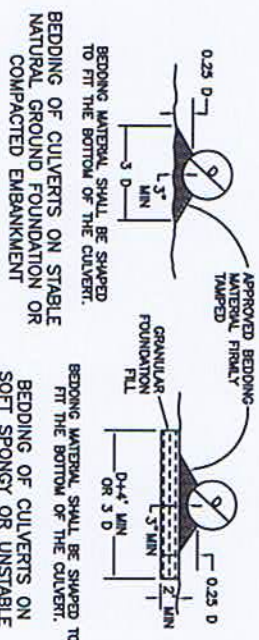 0.25 D
D
3" MIN
3 D
BEDDING MATERIAL SHALL BE SHAPED
TO FIT THE BOTTOM OF THE CULVERT.
BEDDING OF CULVERTS ON STABLE
NATURAL GROUND FOUNDATION OR
COMPACTED EMBANKMENT
APPROVED BEDDING
MATERIAL FIRMLY
TAMPED
GRANULAR
FOUNDATION
FILL
D
0.25 D
3" MIN
2' MIN
D+4' MIN
OR 3 D
BEDDING MATERIAL SHALL BE SHAPED TO
FIT THE BOTTOM OF THE CULVERT.
BEDDING OF CULVERTS ON
SOFT SPONGY OR UNSTABLE